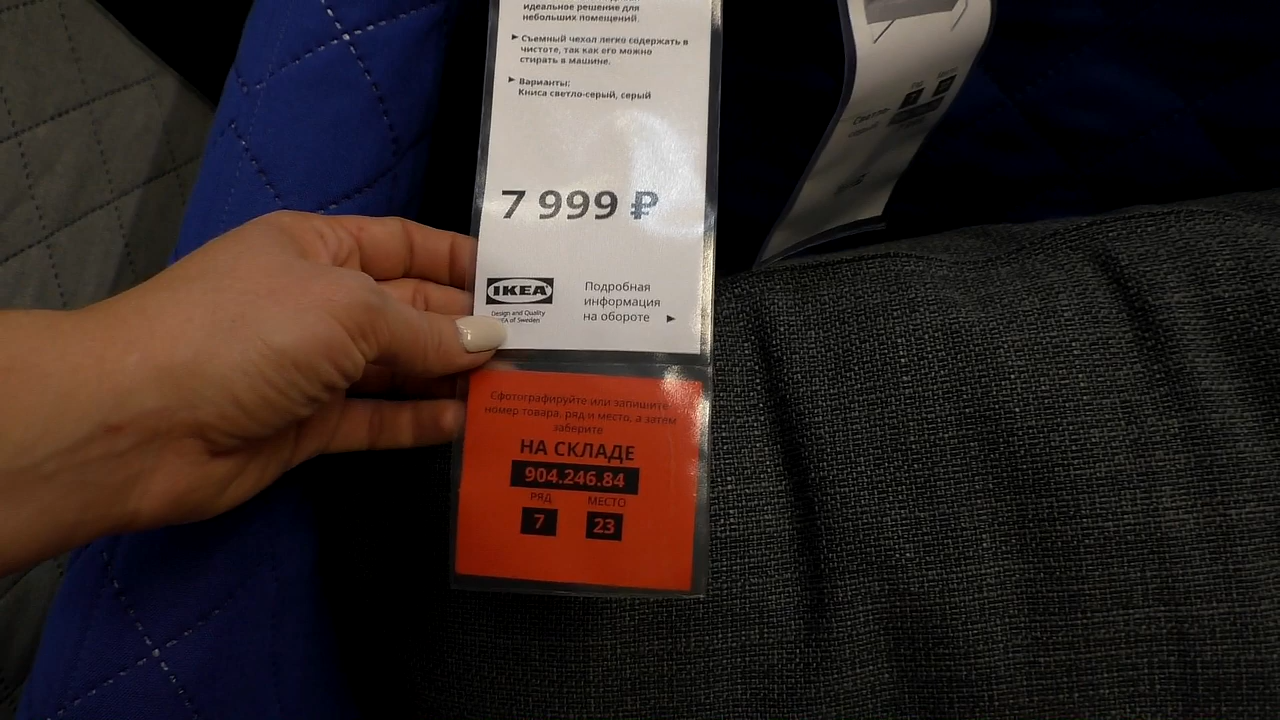 идеальное решение для
небольших помещений.
► Съемный чехол легко содержать в
чистоте, так как его можно
стирать в машине.
► Варианты:
Книса светло-серый, серый
7 999 ₽
IKEA
Design and Quality
of Sweden
Подробная
информация
на обороте ►
Сфотографируйте или запишите
номер товара, ряд и место, а затем
заберите
НА СКЛАДЕ
904.246.84
РЯД МЕСТО
7 23